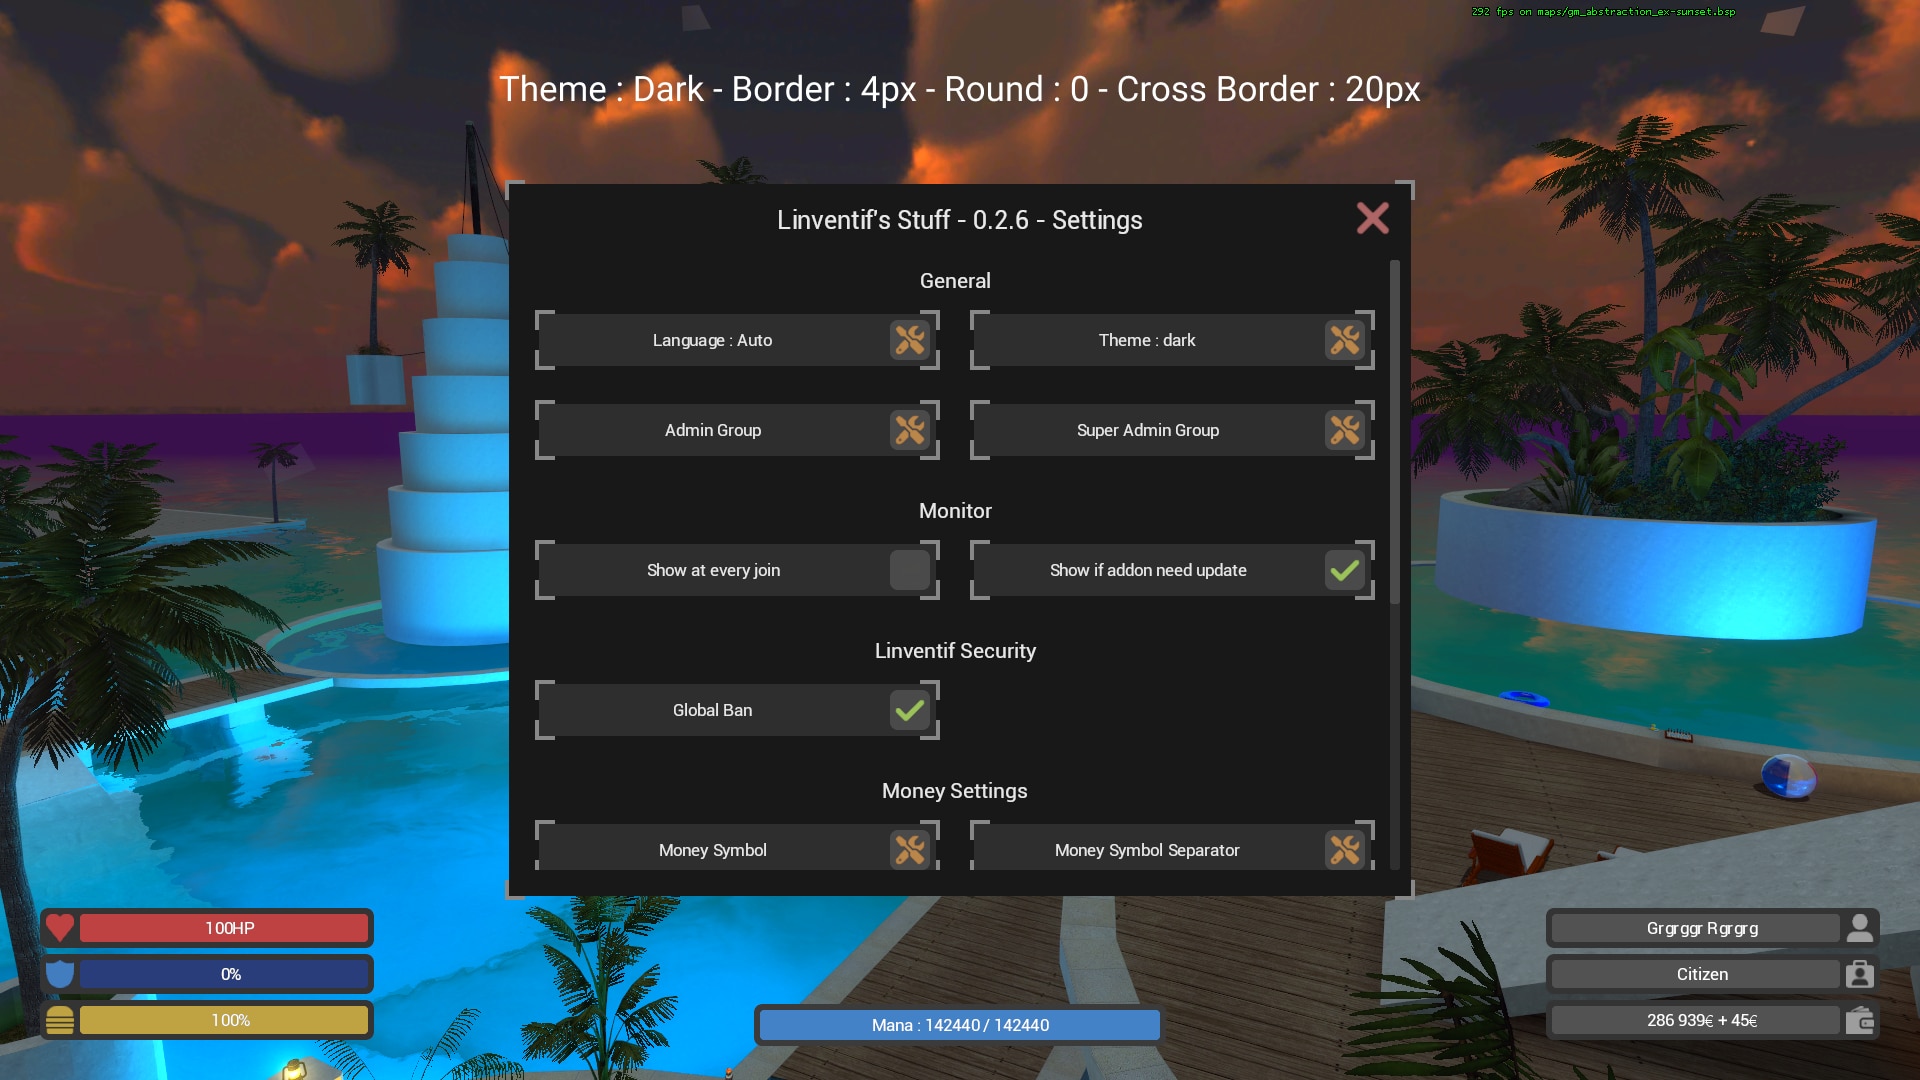 292 fps on maps/gm_abstraction_ex-sunset.bsp
Theme : Dark - Border : 4px - Round : 0 - Cross Border : 20px
Linventif's Stuff - 0.2.6 - Settings
General
Language : Auto
Theme : dark
Admin Group
Super Admin Group
Monitor
Show at every join
Show if addon need update
Linventif Security
Global Ban
Money Settings
Money Symbol
Money Symbol Separator
100HP
0%
100%
Mana : 142440 / 142440
Grgrggr Rgrgrg
Citizen
286 939€ + 45€